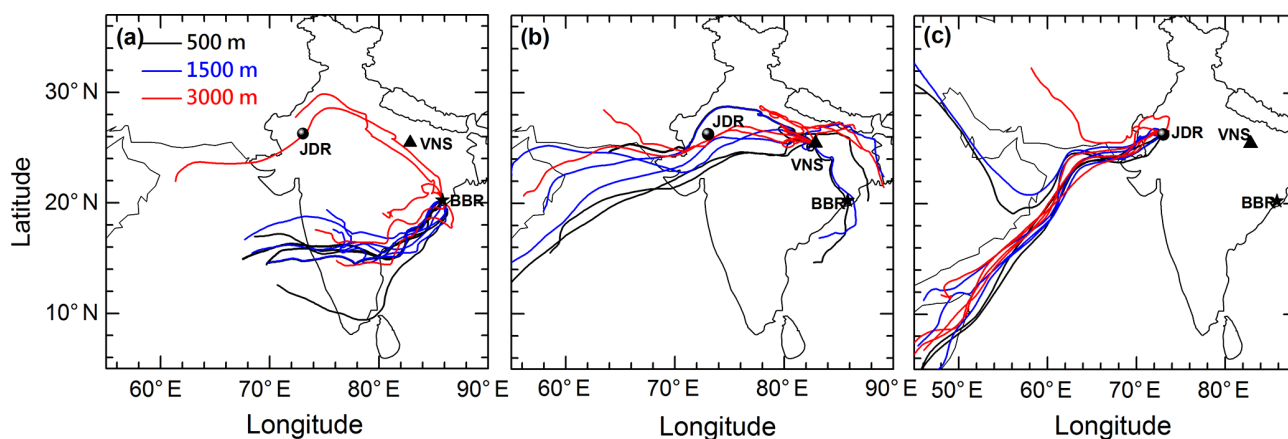 (a)
500 m
1500 m
3000 m
JDR
VNS
BBR
(b)
JDR
VNS
BBR
(c)
JDR
VNS
BBR
Latitude
30° N
20° N
10° N
60° E 70° E 80° E 90 E
60° E 70° E 80° E 90 E
50 E 60° E 70° E 80° E
Longitude Longitude Longitude